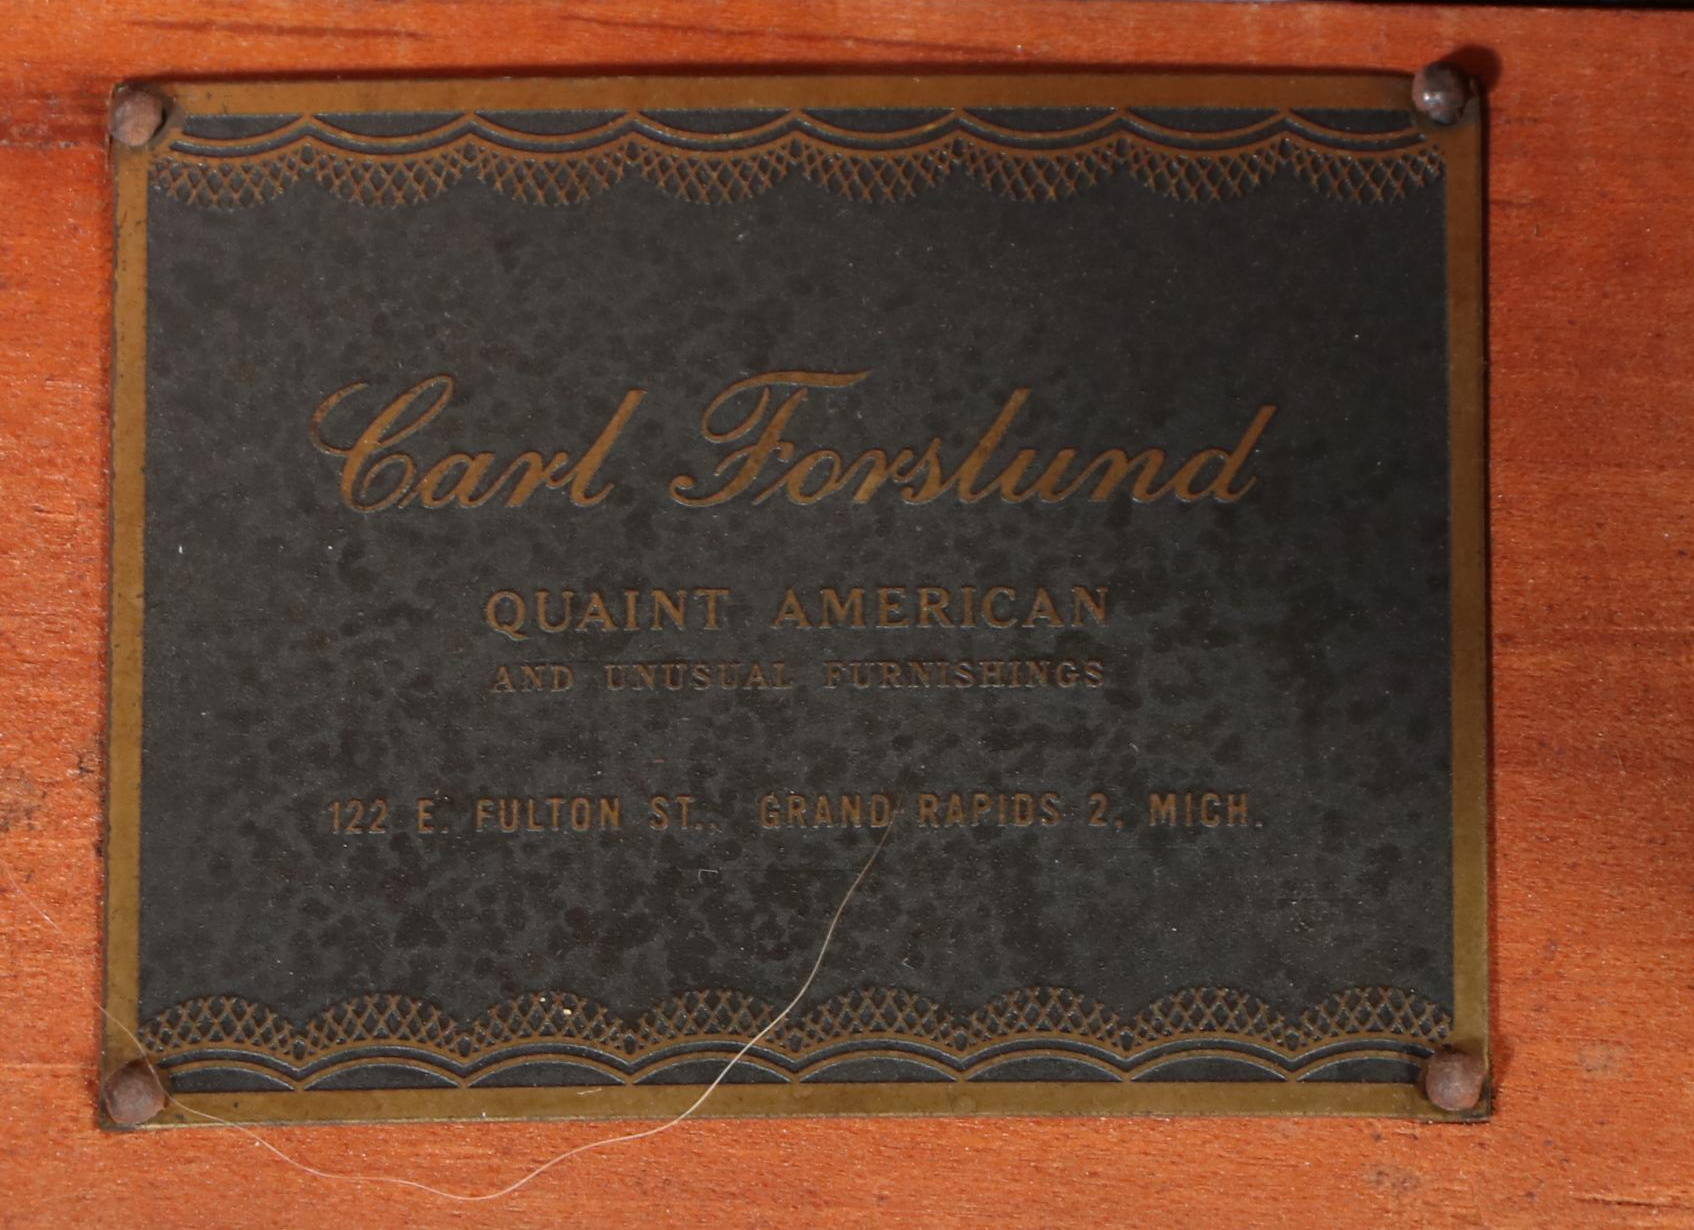 Carl Forslund
QUAINT AMERICAN
AND UNUSUAL FURNISHINGS
122 E. FULTON ST., GRAND RAPIDS 2, MICH.